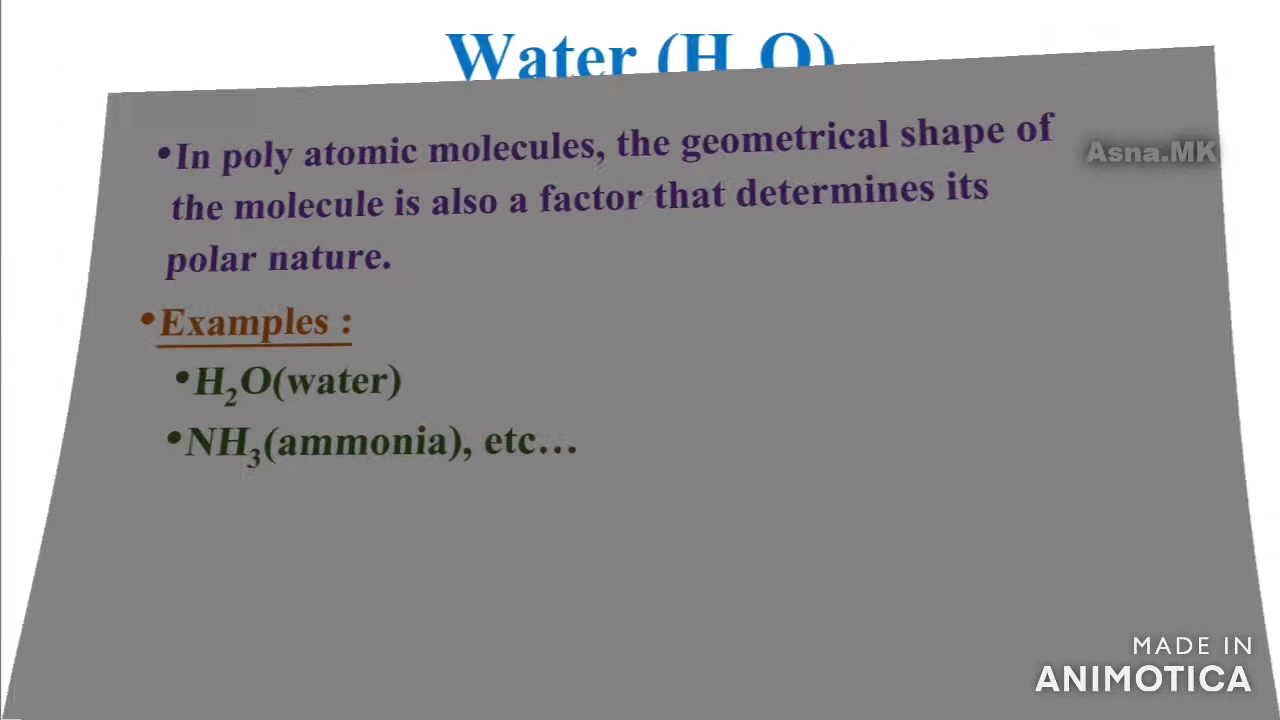 Water (H2O)
•In poly atomic molecules, the geometrical shape of
the molecule is also a factor that determines its
polar nature.
Asna.MK
•Examples :
•H₂O(water)
•NH₃(ammonia), etc…
MADE IN
ANIMOTICA